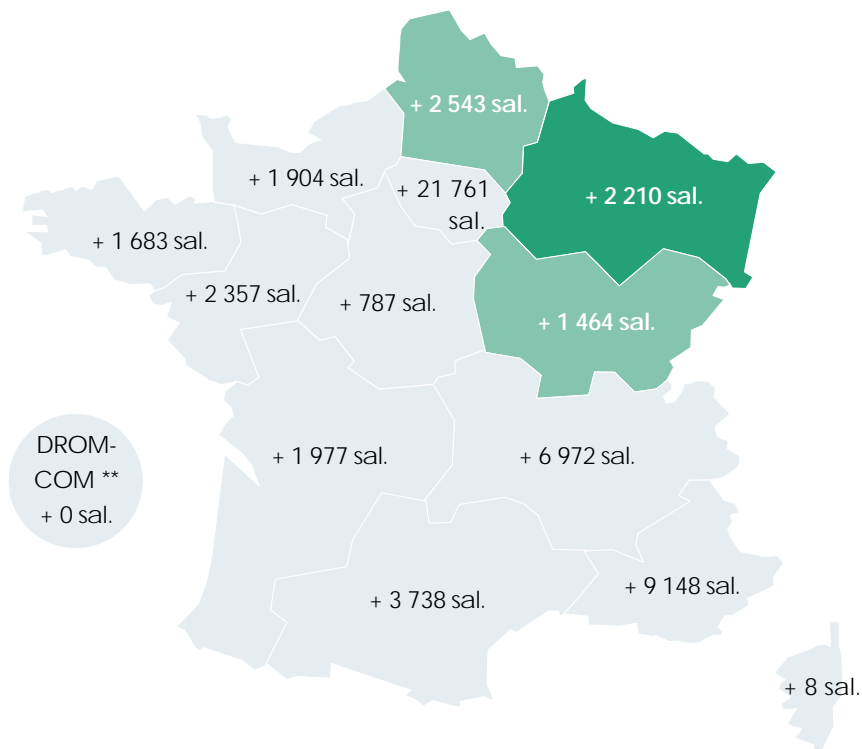 + 2 543 sal.
+ 1 904 sal.
+ 21 761
sal.
+ 2 210 sal.
+ 1 683 sal.
+ 2 357 sal.
+ 787 sal.
+ 1 464 sal.
DROM-
COM **
+ 0 sal.
+ 1 977 sal.
+ 6 972 sal.
+ 3 738 sal.
+ 9 148 sal.
+ 8 sal.